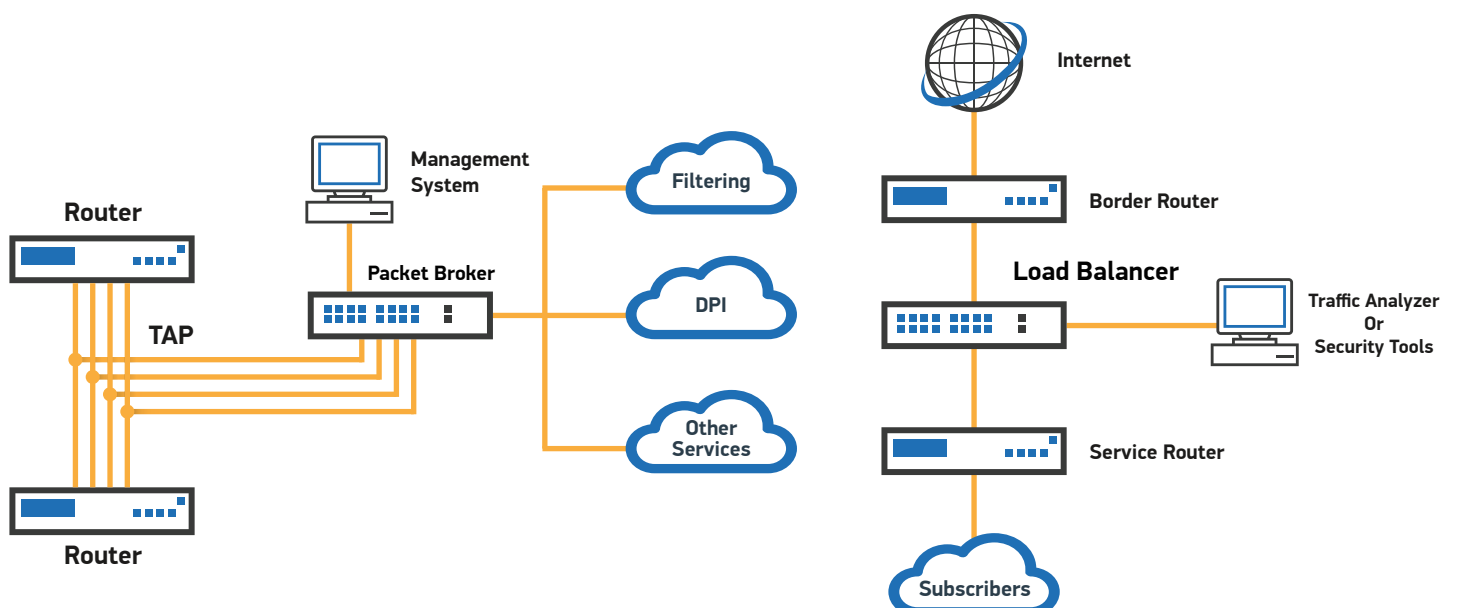 Router
TAP
Router
Management
System
Packet Broker
Filtering
DPI
Other
Services
Internet
Border Router
Load Balancer
Traffic Analyzer
Or
Security Tools
Service Router
Subscribers